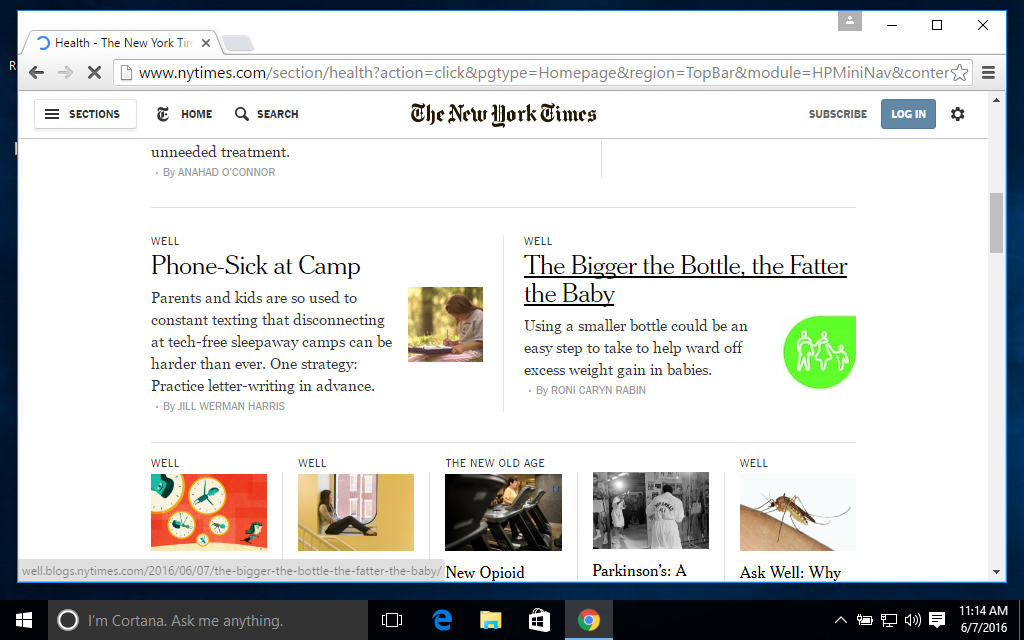 R
Health - The New York Tim
www.nytimes.com/section/health?action=click&pgtype=Homepage&region=TopBar&module=HPMiniNav&conter
SECTIONS
HOME
SEARCH
The New York Times
SUBSCRIBE
LOG IN
unneeded treatment.
· By ANAHAD O'CONNOR
WELL
Phone-Sick at Camp
Parents and kids are so used to
constant texting that disconnecting
at tech-free sleepaway camps can be
harder than ever. One strategy:
Practice letter-writing in advance.
· By JILL WERMAN HARRIS
WELL
The Bigger the Bottle, the Fatter
the Baby
Using a smaller bottle could be an
easy step to take to help ward off
excess weight gain in babies.
· By RONI CARYN RABIN
WELL
WELL
THE NEW OLD AGE
WELL
New Opioid
Parkinson's: A
Ask Well: Why
well.blogs.nytimes.com/2016/06/07/the-bigger-the-bottle-the-fatter-the-baby/
I'm Cortana. Ask me anything.
11:14 AM
6/7/2016